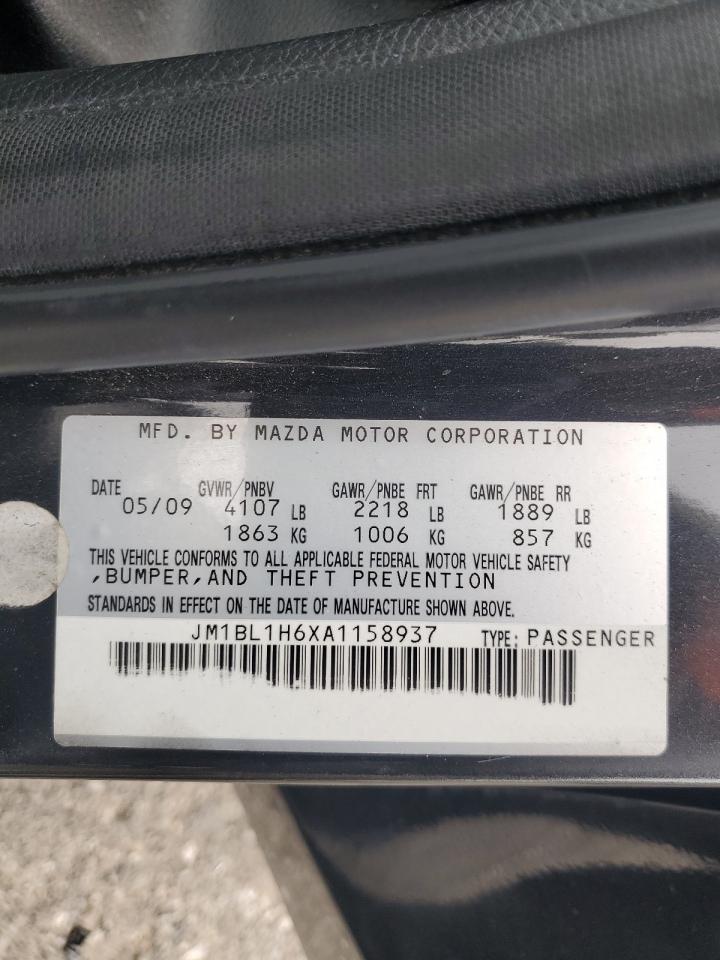 MFD. BY MAZDA MOTOR CORPORATION
DATE GVWR/PNBV GAWR/PNBE FRT GAWR/PNBE RR
05/09 4107 LB 2218 LB 1889 LB
1863 KG 1006 KG 857 KG
THIS VEHICLE CONFORMS TO ALL APPLICABLE FEDERAL MOTOR VEHICLE SAFETY
,BUMPER,AND THEFT PREVENTION
STANDARDS IN EFFECT ON THE DATE OF MANUFACTURE SHOWN ABOVE.
JM1BL1H6XA1158937 TYPE: PASSENGER